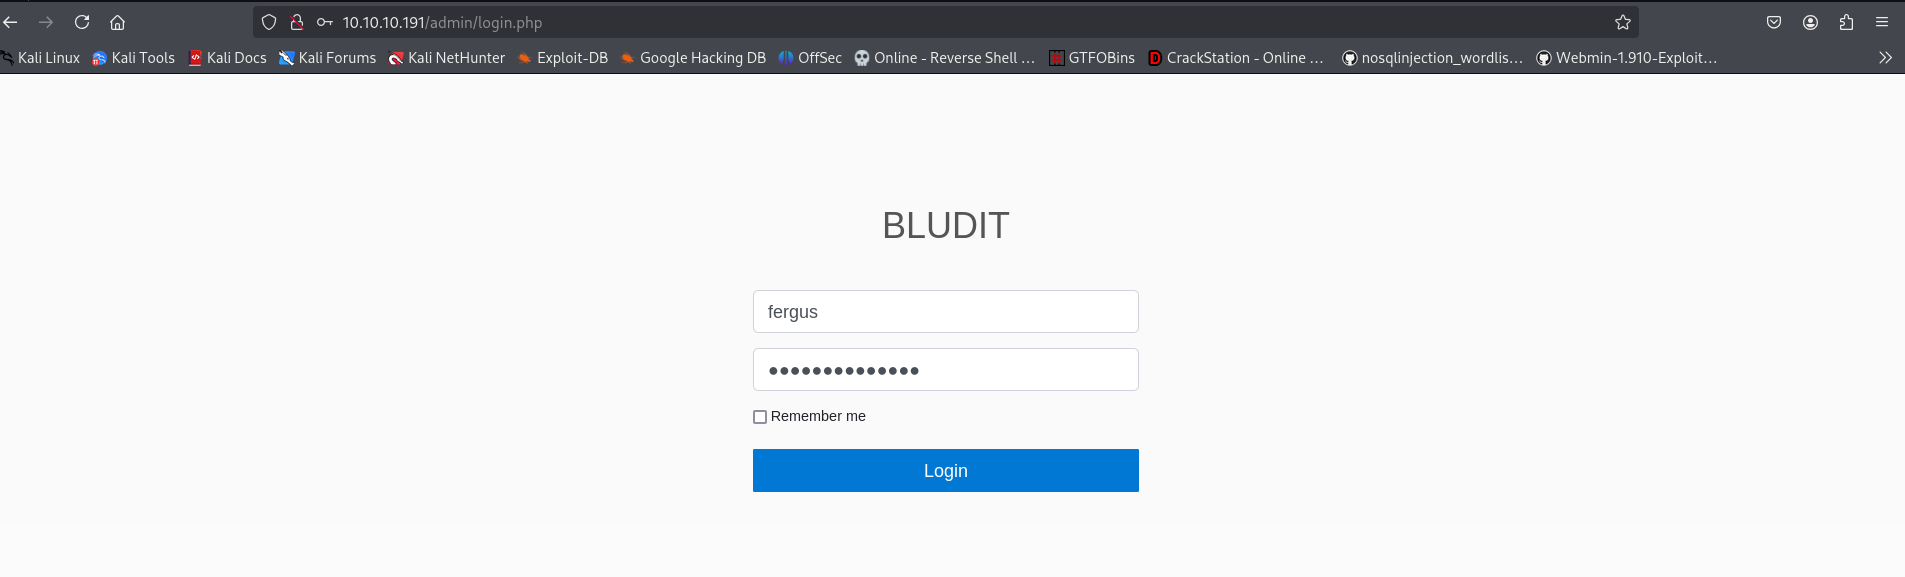 10.10.10.191/admin/login.php
Kali Linux Kali Tools Kali Docs Kali Forums Kali NetHunter Exploit-DB Google Hacking DB OffSec Online - Reverse Shell ... GTFOBins CrackStation - Online ... nosqlinjection_wordlis... Webmin-1.910-Exploit...
BLUDIT
fergus
●●●●●●●●●●●●●●
Remember me
Login